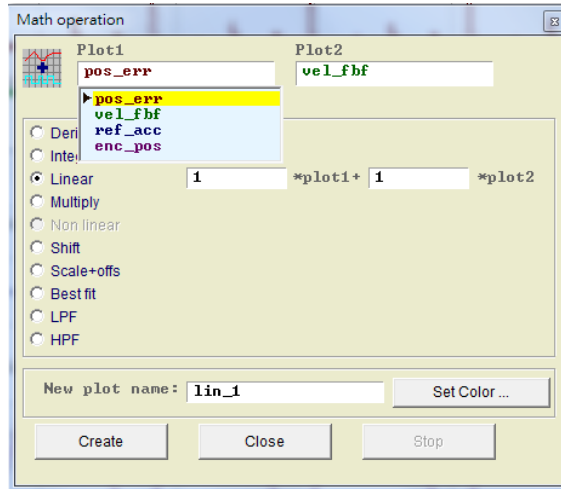 Math operation
Plot1 Plot2
pos_err vel_fbf
pos_err
vel_fbf
ref_acc
enc_pos
Linear 1 *plot1+ 1 *plot2
Multiply
Non linear
Shift
Scale+offs
Best fit
LPF
HPF
New plot name: lin_1 Set Color ...
Create Close Stop